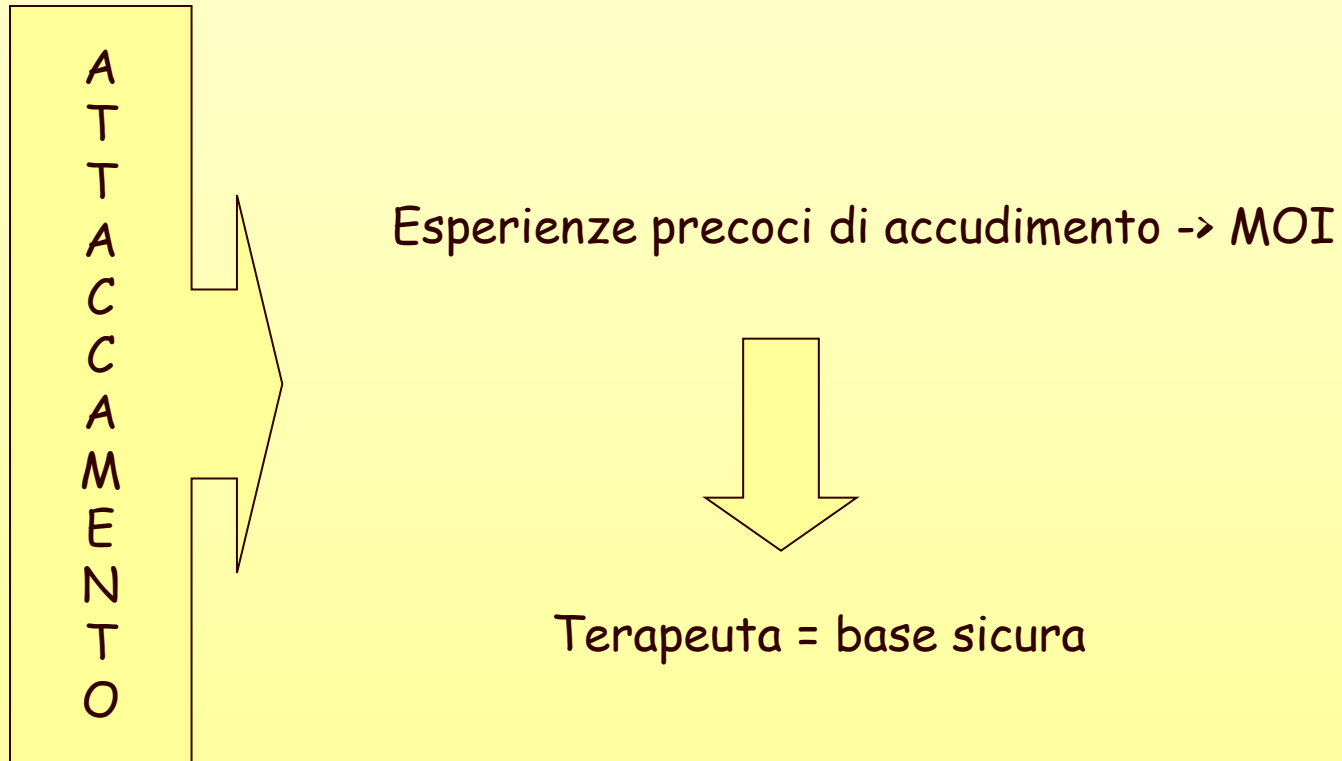 ATTACCAMENTO
Esperienze precoci di accudimento -> MOI
Terapeuta = base sicura